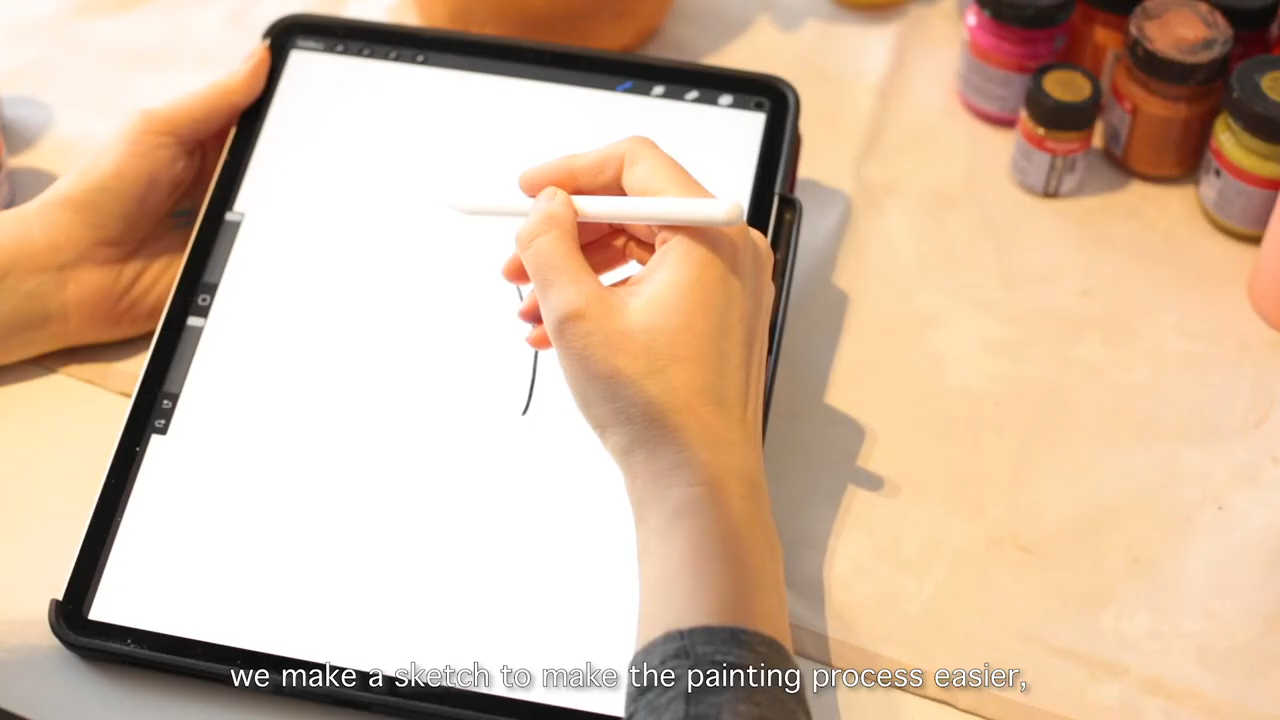 we make a sketch to make the painting process easier,